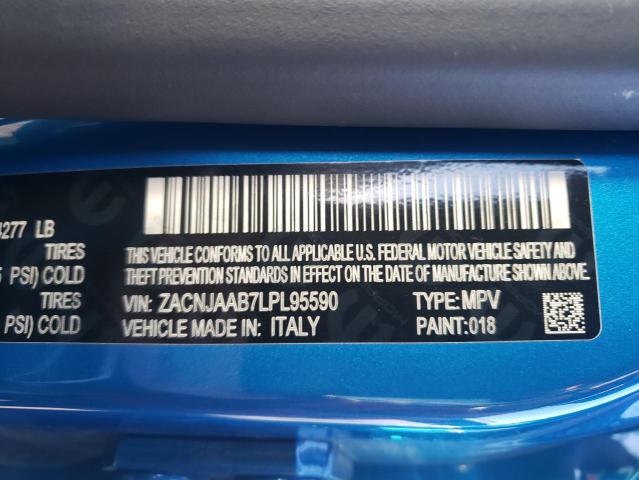 277 LB
TIRES
PSI) COLD
TIRES
PSI) COLD
THIS VEHICLE CONFORMS TO ALL APPLICABLE U.S. FEDERAL MOTOR VEHICLE SAFETY AND
THEFT PREVENTION STANDARDS IN EFFECT ON THE DATE OF MANUFACTURE SHOWN ABOVE.
VIN: ZACNJAAB7LPL95590 TYPE: MPV
VEHICLE MADE IN: ITALY PAINT: 018